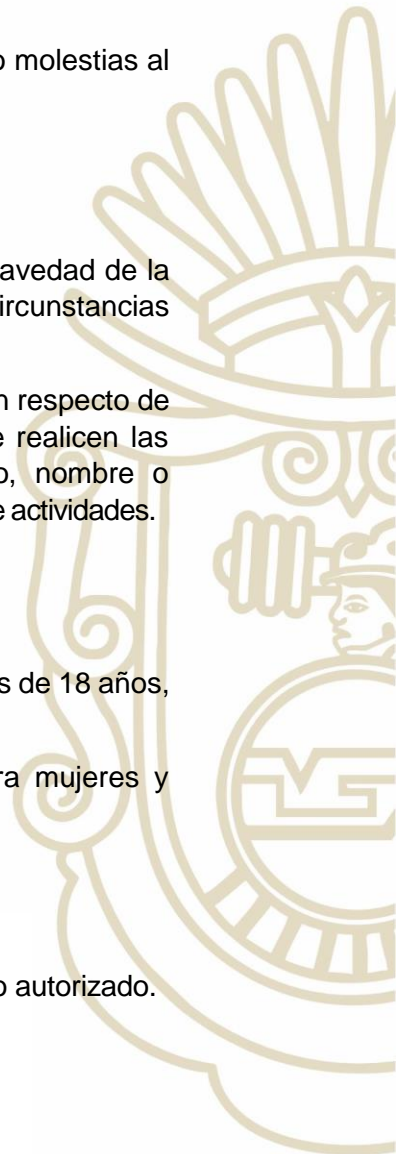 o molestias al
avedad de la
ircunstancias
n respecto de
e realicen las
o, nombre o
e actividades.
s de 18 años,
ra mujeres y
o autorizado.